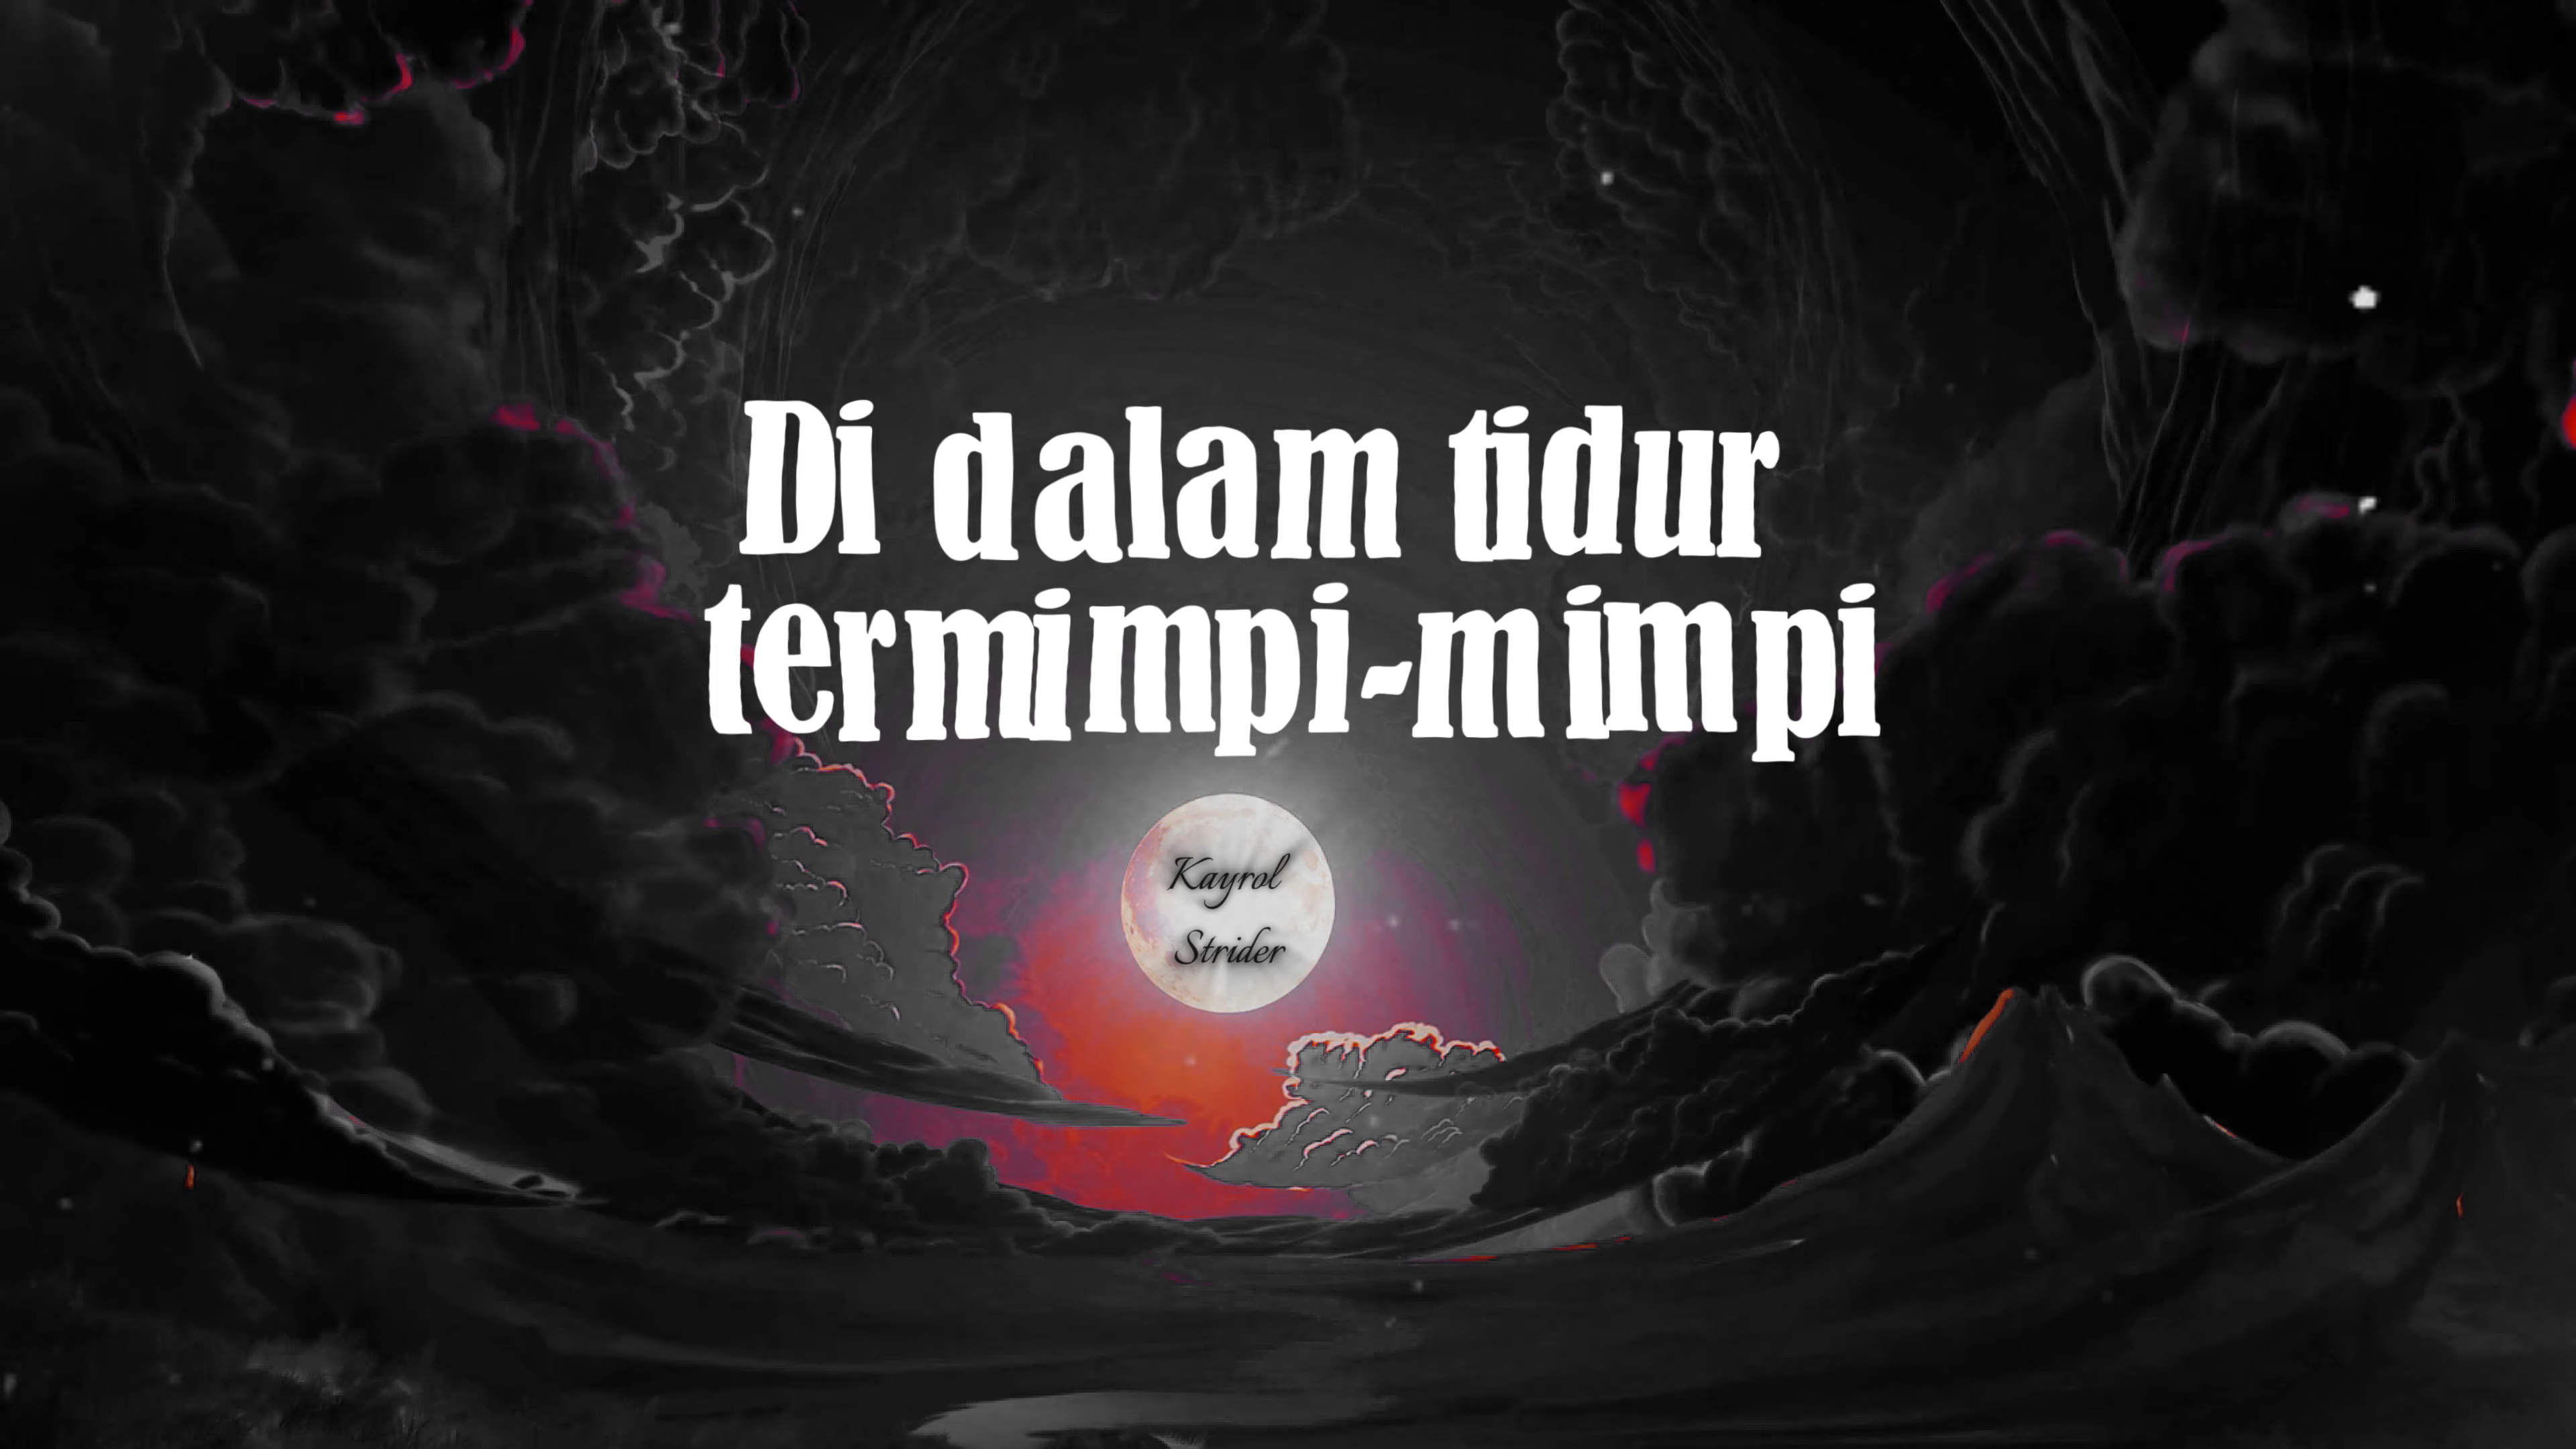 Di dalam tidur
termimpi-mimpi
Kayrol
Strider